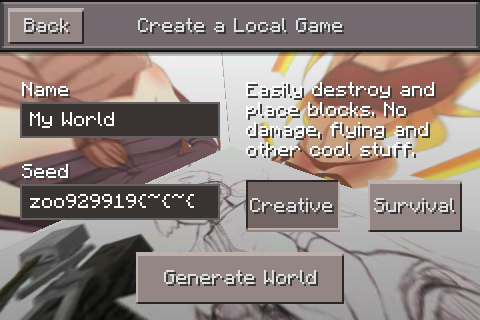 Back
Create a Local Game
Name
My World
Seed
zoo929919(~(~(
Easily destroy and
place blocks. No
damage, flying and
other cool stuff.
Creative
Survival
Generate World